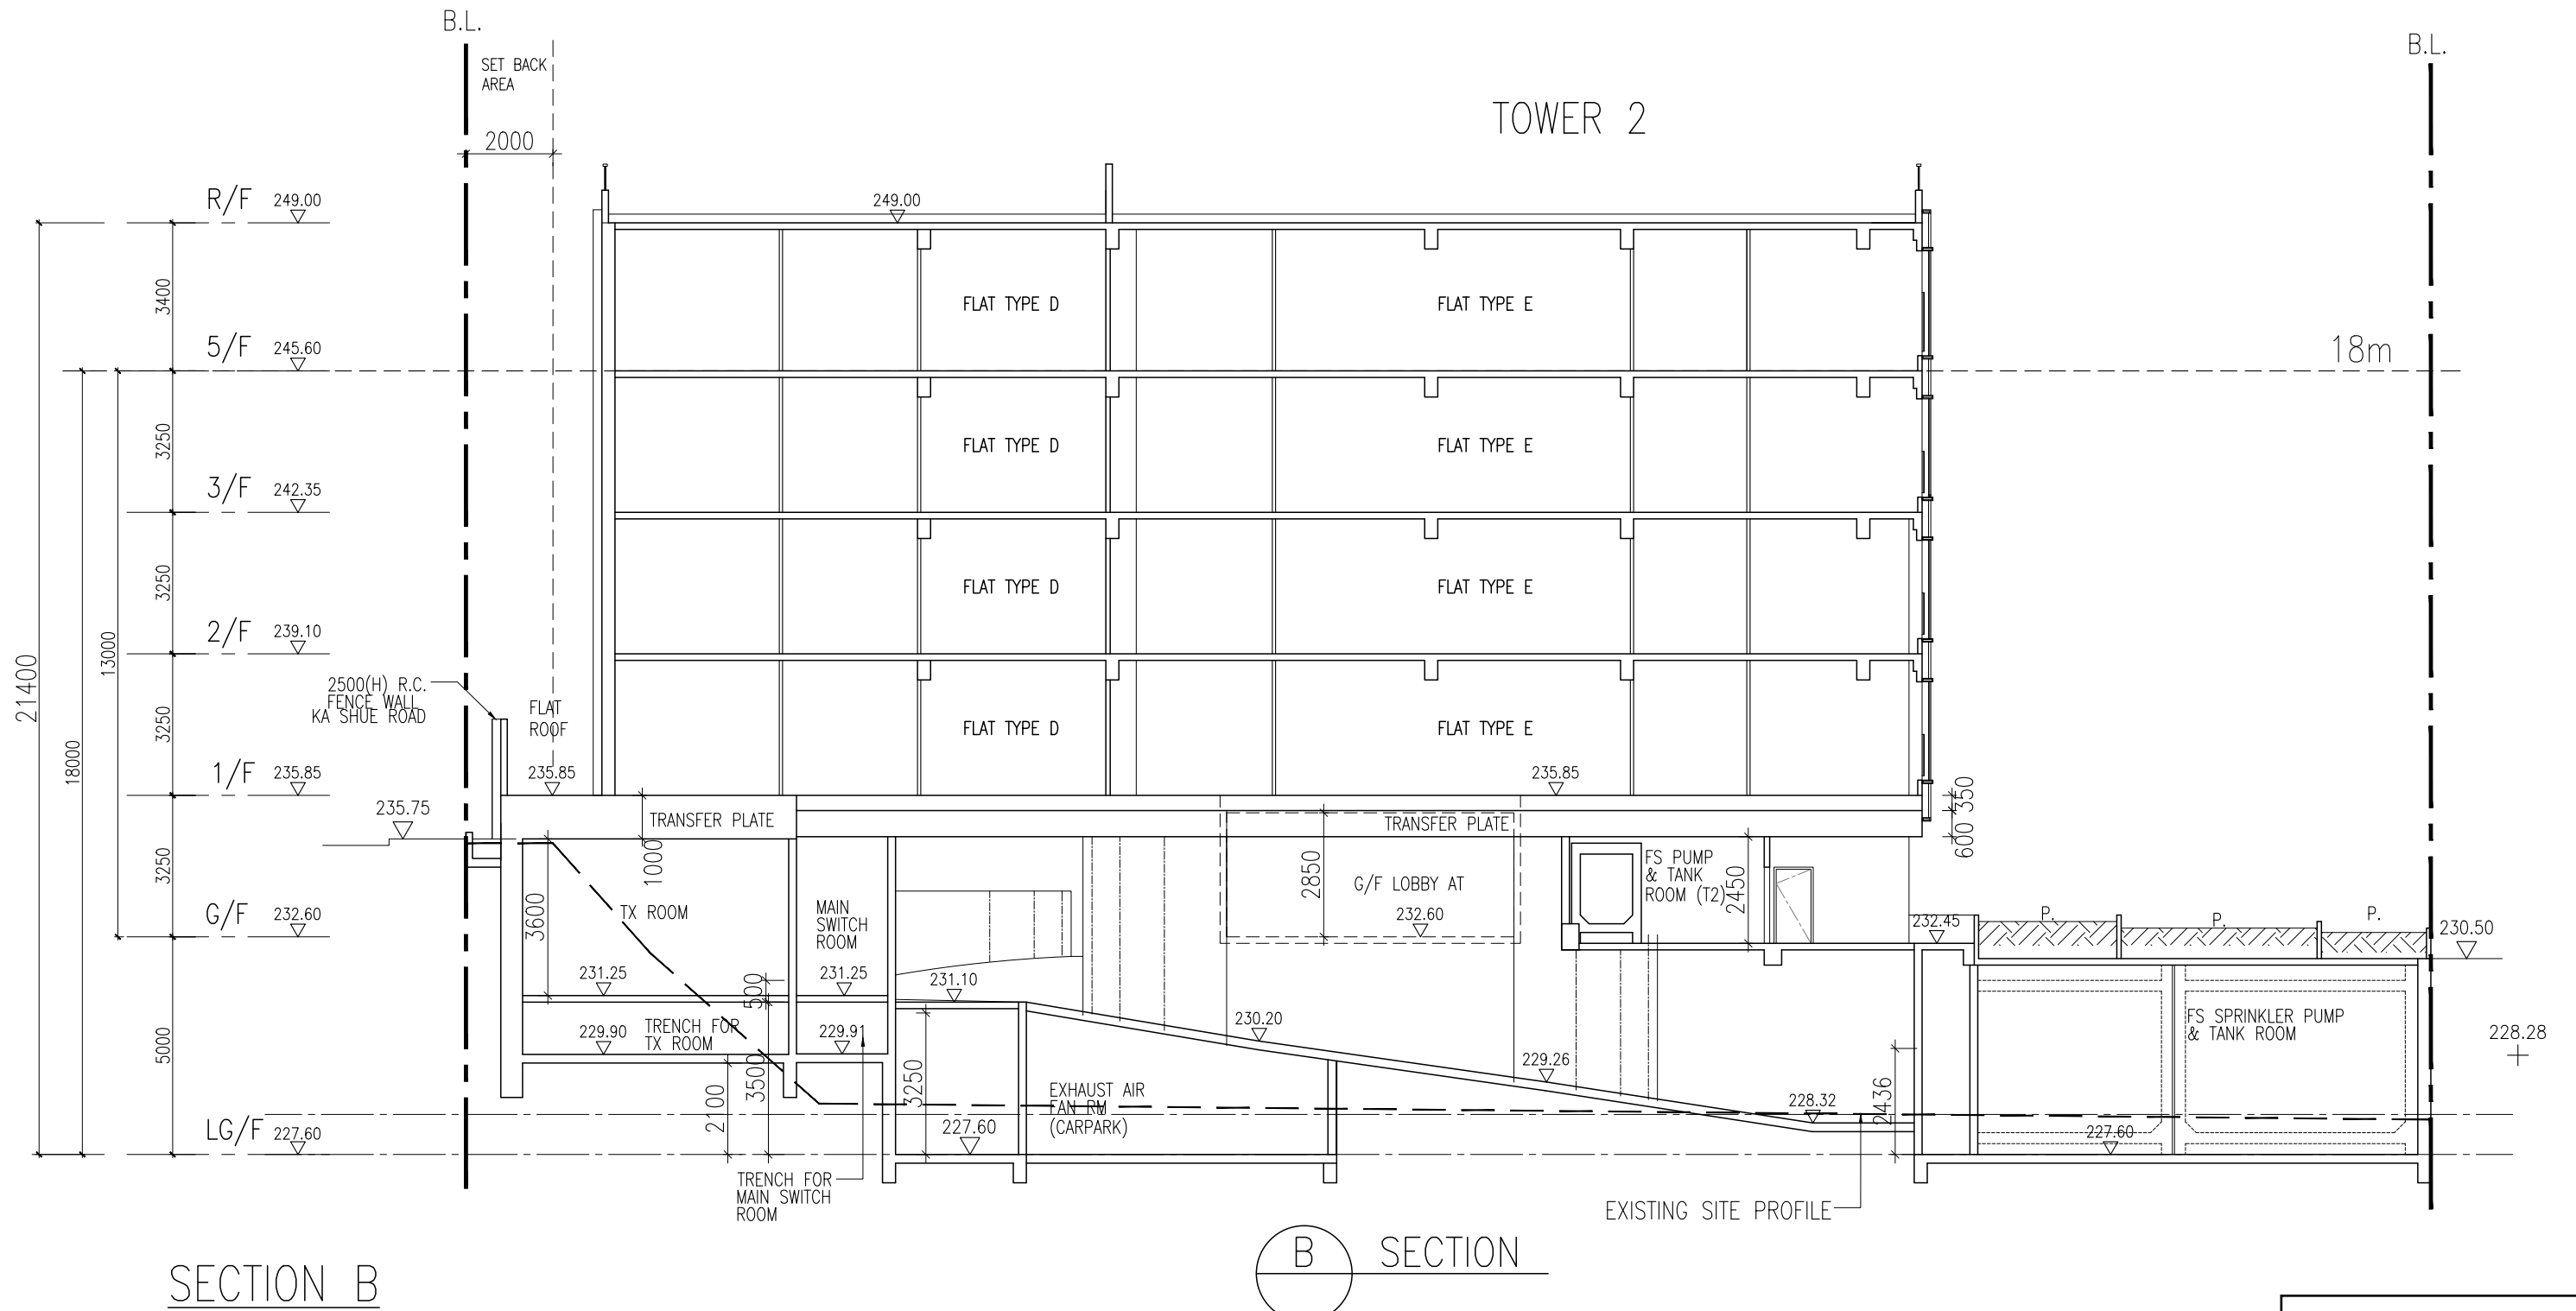 B.L.
B.L.
SET BACK
AREA
2000
TOWER 2
R/F 249.00
249.00
3400
FLAT TYPE D
FLAT TYPE E
5/F 245.60
18m
3250
FLAT TYPE D
FLAT TYPE E
3/F 242.35
3250
FLAT TYPE D
FLAT TYPE E
2/F 239.10
13000
21400
18000
2500(H) R.C.
FENCE WALL
KA SHUE ROAD
FLAT
ROOF
3250
FLAT TYPE D
FLAT TYPE E
1/F 235.85
235.85
235.85
350
600
235.75
TRANSFER PLATE
TRANSFER PLATE
1000
3250
3600
TX ROOM
MAIN
SWITCH
ROOM
2850
G/F LOBBY AT
232.60
FS PUMP
& TANK
ROOM (T2)
2450
G/F 232.60
232.45
P.
P.
P.
230.50
231.25
500
231.25
231.10
5000
229.90
TRENCH FOR
TX ROOM
229.91
230.20
229.26
228.32
FS SPRINKLER PUMP
& TANK ROOM
228.28
2100
3500
3250
EXHAUST AIR
FAN RM
(CARPARK)
2436
LG/F 227.60
227.60
227.60
TRENCH FOR
MAIN SWITCH
ROOM
EXISTING SITE PROFILE
B SECTION
SECTION B